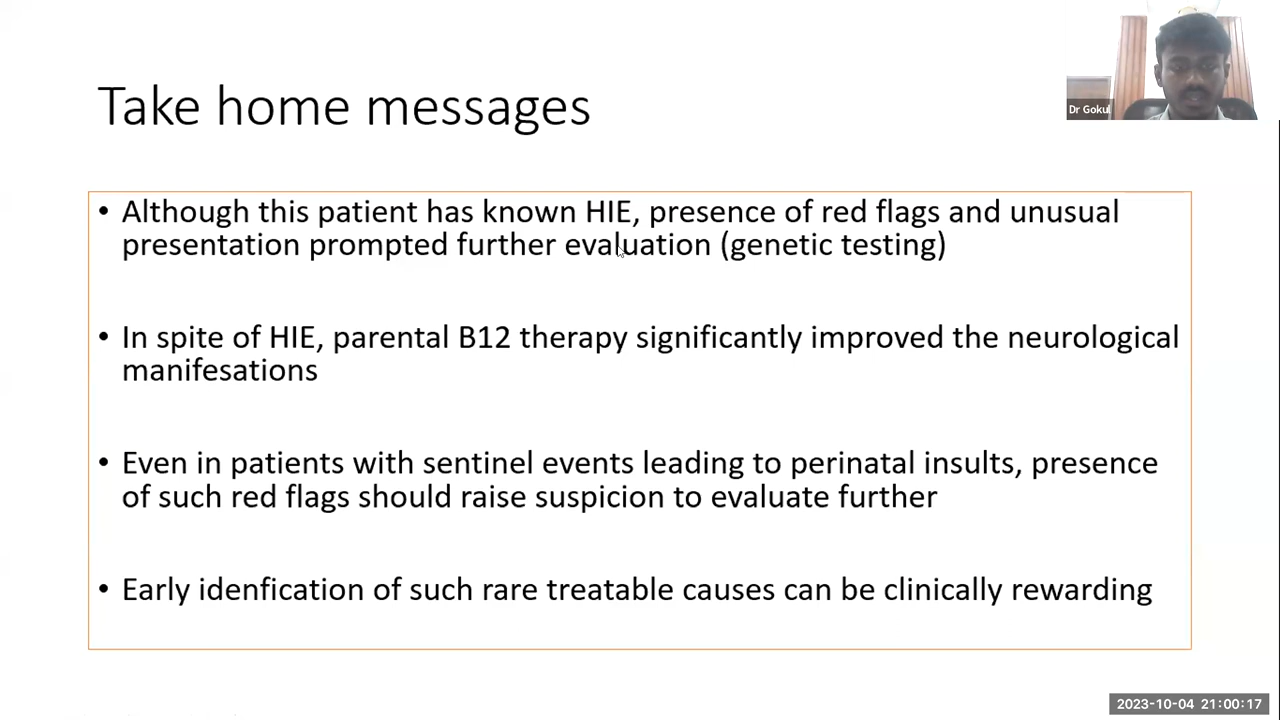 Take home messages
Dr Gokul
• Although this patient has known HIE, presence of red flags and unusual
presentation prompted further evaluation (genetic testing)
• In spite of HIE, parental B12 therapy significantly improved the neurological
manifesations
• Even in patients with sentinel events leading to perinatal insults, presence
of such red flags should raise suspicion to evaluate further
• Early idenfication of such rare treatable causes can be clinically rewarding
2023-10-04 21:00:17